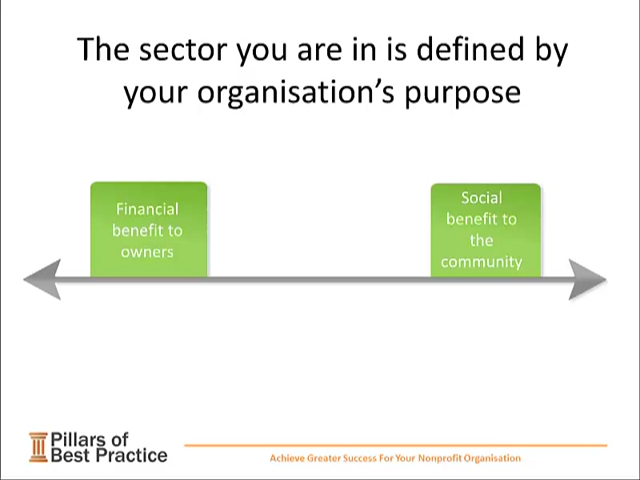 The sector you are in is defined by
your organisation’s purpose
Financial
benefit to
owners
Social
benefit to
the
community
Pillars of
Best Practice
Achieve Greater Success For Your Nonprofit Organisation